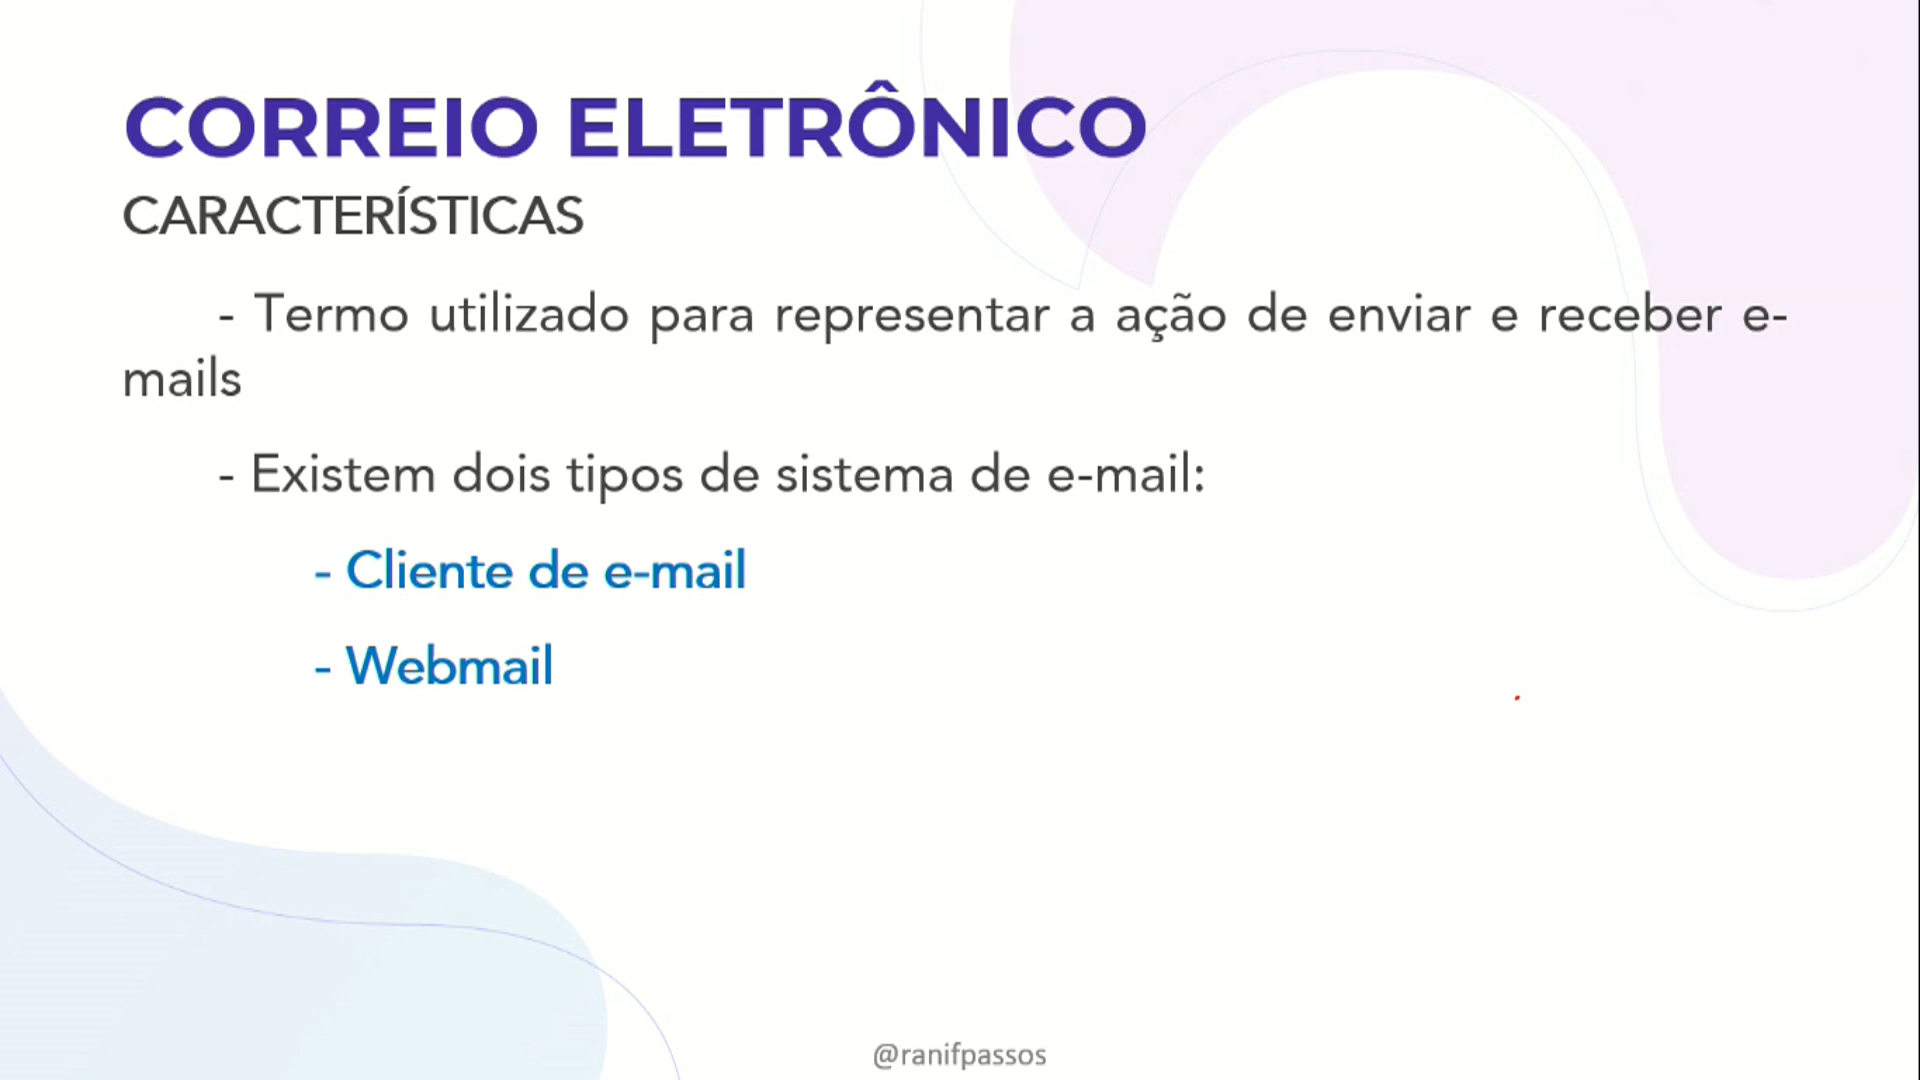 CORREIO ELETRÔNICO
CARACTERÍSTICAS
- Termo utilizado para representar a ação de enviar e receber e-
mails
- Existem dois tipos de sistema de e-mail:
- Cliente de e-mail
- Webmail
@ranifpassos